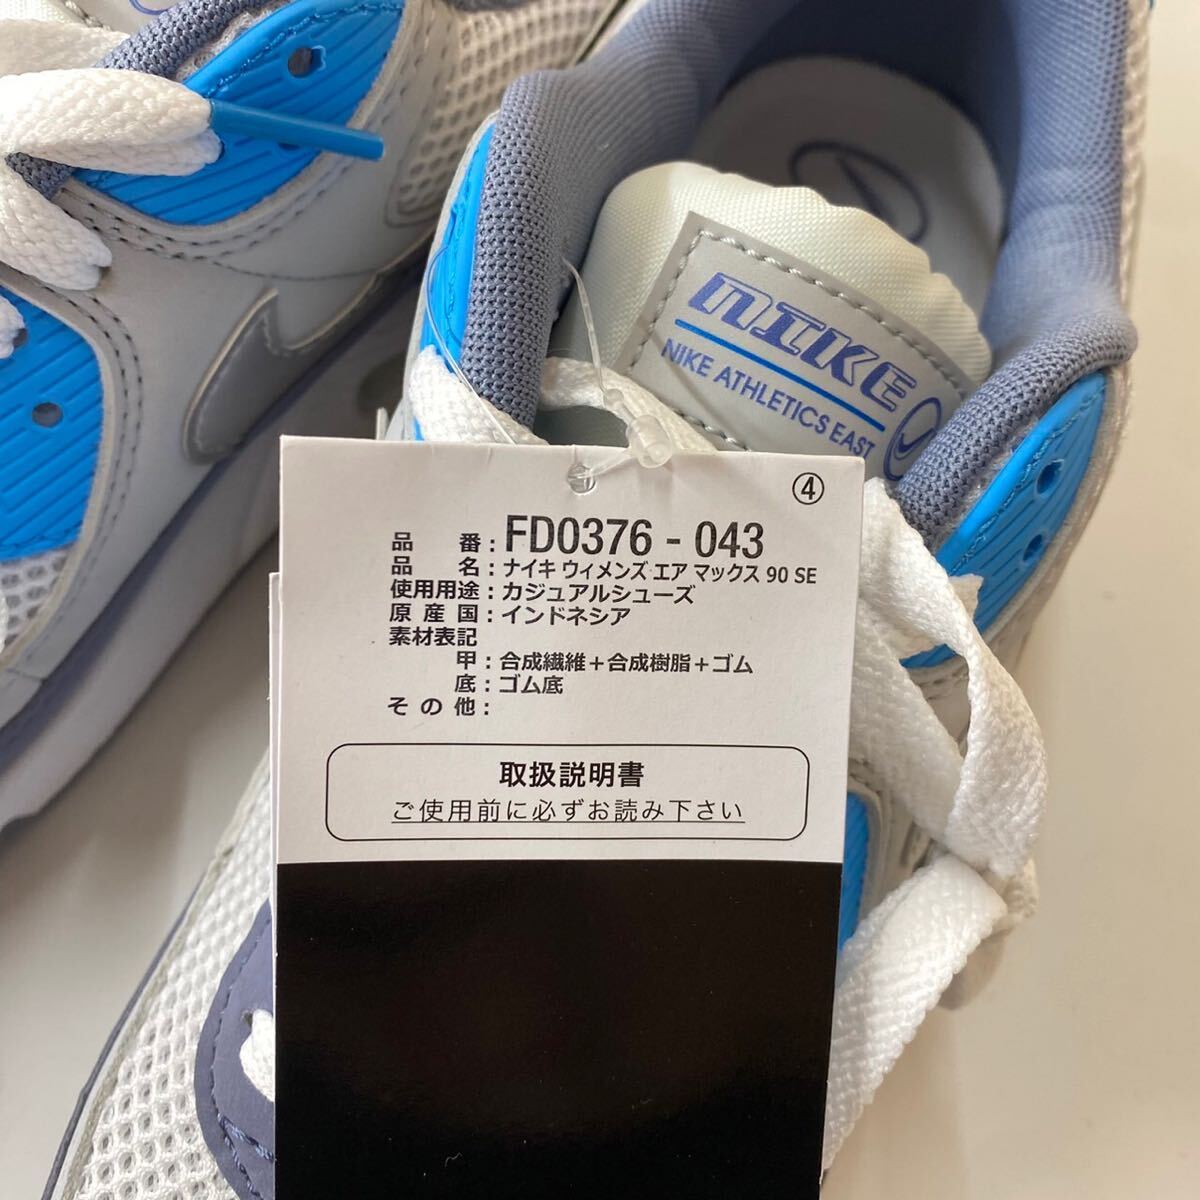 NIKE
NIKE ATHLETICS EAST
④
品番：FD0376 - 043
品名：ナイキ ウィメンズ エア マックス 90 SE
使用用途：カジュアルシューズ
原産国：インドネシア
素材表記
甲：合成繊維＋合成樹脂＋ゴム
底：ゴム底
その他：
取扱説明書
ご使用前に必ずお読み下さい